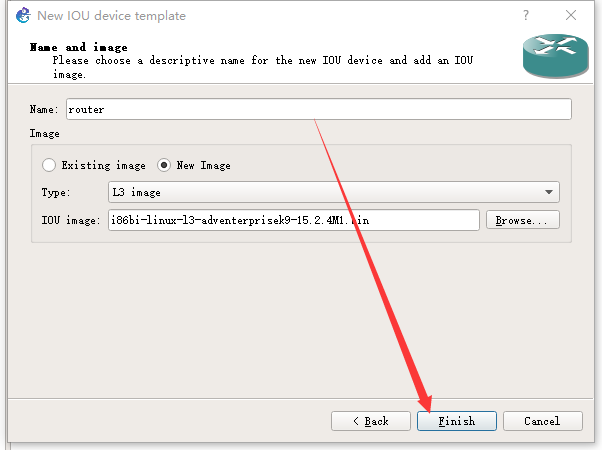 New IOU device template
Name and image
Please choose a descriptive name for the new IOU device and add an IOU
image.
Name: router
Image
Existing image New Image
Type: L3 image
IOU image: i86bi-linux-l3-adventerprisek9-15.2.4M1.bin Browse...
< Back Finish Cancel